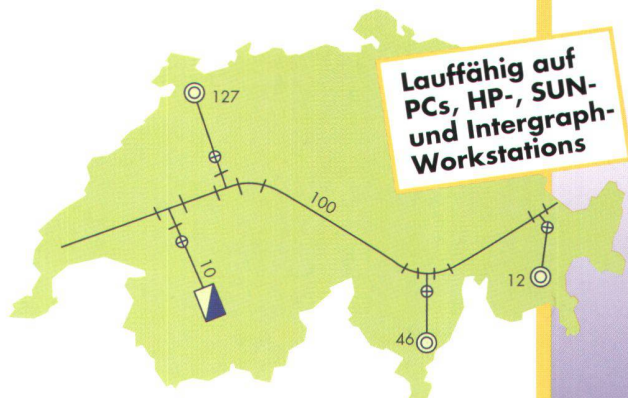 Lauffähig auf
PCs, HP-, SUN-
und Intergraph-
Workstations
127
100
10
12
46